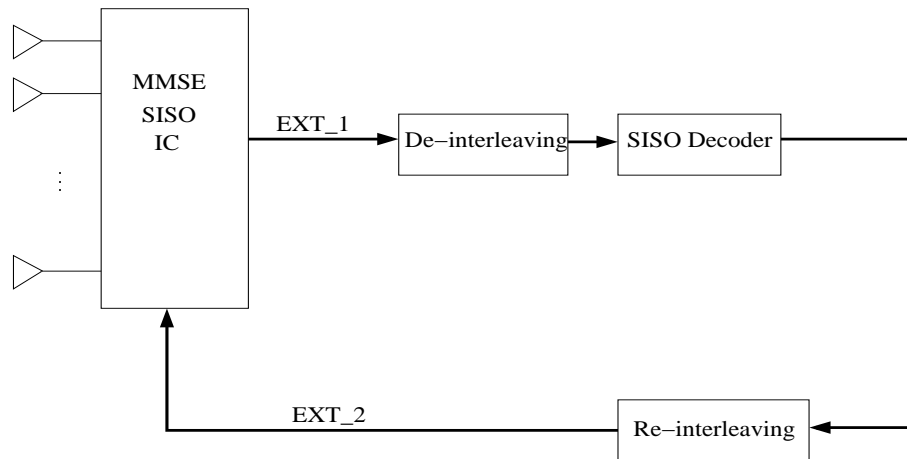 MMSE
SISO
IC
EXT_1
De−interleaving
SISO Decoder
...
EXT_2
Re−interleaving